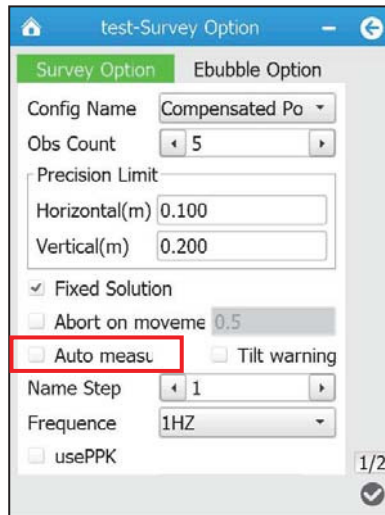 test-Survey Option
Survey Option Ebubble Option
Config Name Compensated Po
Obs Count 5
Precision Limit
Horizontal(m) 0.100
Vertical(m) 0.200
Fixed Solution
Abort on moveme 0.5
Auto measu Tilt warning
Name Step 1
Frequence 1HZ
usePPK
1/2